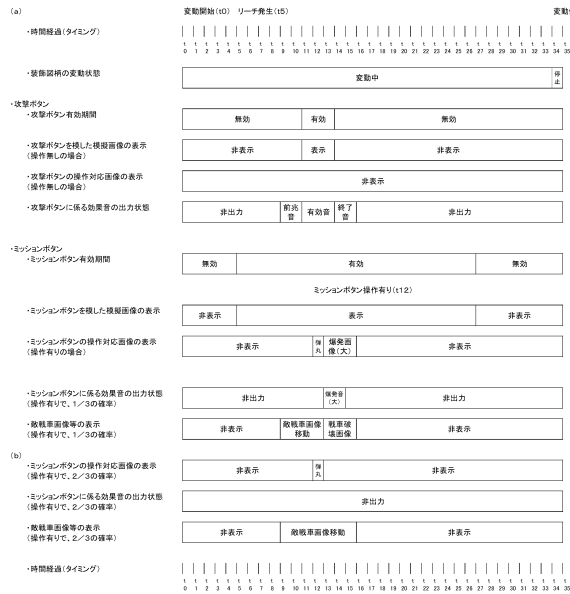 (a)
変動開始(t0) リーチ発生(t5)
変動
・時間経過(タイミング)
t t t t t t t t t t t t t t t t t t t t t t t t t t t t t t t t t t t t
0 1 2 3 4 5 6 7 8 9 10 11 12 13 14 15 16 17 18 19 20 21 22 23 24 25 26 27 28 29 30 31 32 33 34 35
・装飾図柄の変動状態
変動中 停止
・攻撃ボタン
・攻撃ボタン有効期間
無効 有効 無効
・攻撃ボタンを模した模擬画像の表示
(操作無しの場合)
非表示 表示 非表示
・攻撃ボタンの操作対応画像の表示
(操作無しの場合)
非表示
・攻撃ボタンに係る効果音の出力状態
非出力 前兆音 有効音 終了音 非出力
・ミッションボタン
・ミッションボタン有効期間
無効 有効 無効
ミッションボタン操作有り(t12)
・ミッションボタンを模した模擬画像の表示
非表示 表示 非表示
・ミッションボタンの操作対応画像の表示
(操作有りの場合)
非表示 弾丸 爆発画像(大) 非表示
・ミッションボタンに係る効果音の出力状態
(操作有りで、1/3の確率)
非出力 爆発音(大) 非出力
・敵戦車画像等の表示
(操作有りで、1/3の確率)
非表示 敵戦車画像移動 戦車破壊画像 非表示
(b)
・ミッションボタンの操作対応画像の表示
(操作有りで、2/3の確率)
非表示 弾丸 非表示
・ミッションボタンに係る効果音の出力状態
(操作有りで、2/3の確率)
非出力
・敵戦車画像等の表示
(操作有りで、2/3の確率)
非表示 敵戦車画像移動 非表示
・時間経過(タイミング)
t t t t t t t t t t t t t t t t t t t t t t t t t t t t t t t t t t t t
0 1 2 3 4 5 6 7 8 9 10 11 12 13 14 15 16 17 18 19 20 21 22 23 24 25 26 27 28 29 30 31 32 33 34 35